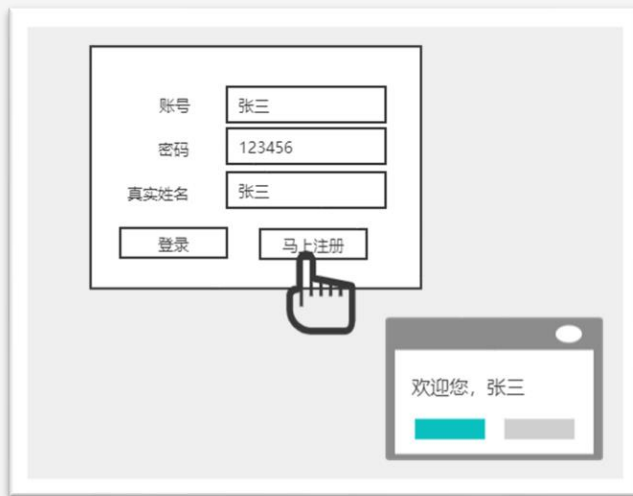 账号 张三
密码 123456
真实姓名 张三
登录 马上注册
欢迎您，张三